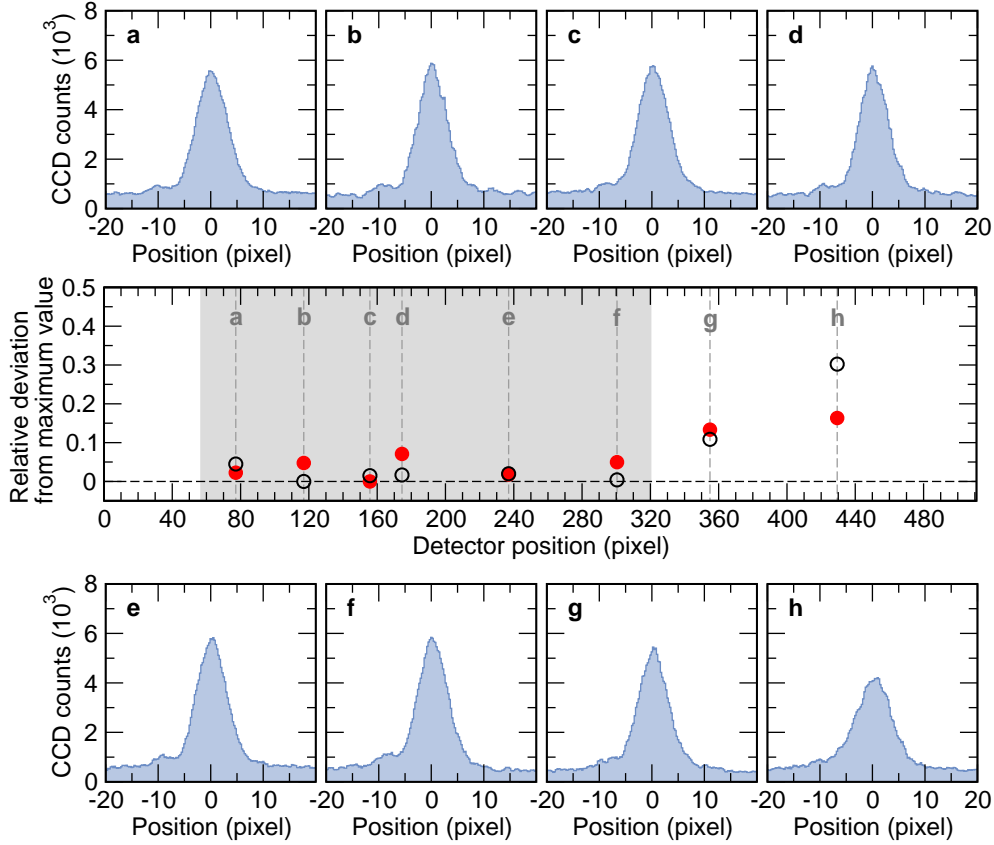 a b c d
CCD counts (10³)
8
6
4
2
0
-20 -10 0 10 -20 -10 0 10 -20 -10 0 10 -20 -10 0 10 20
Position (pixel) Position (pixel) Position (pixel) Position (pixel)
Relative deviation
from maximum value
0.5
0.4
0.3
0.2
0.1
0
a b c d e f g h
0 40 80 120 160 200 240 280 320 360 400 440 480
Detector position (pixel)
e f g h
CCD counts (10³)
8
6
4
2
0
-20 -10 0 10 -20 -10 0 10 -20 -10 0 10 -20 -10 0 10 20
Position (pixel) Position (pixel) Position (pixel) Position (pixel)